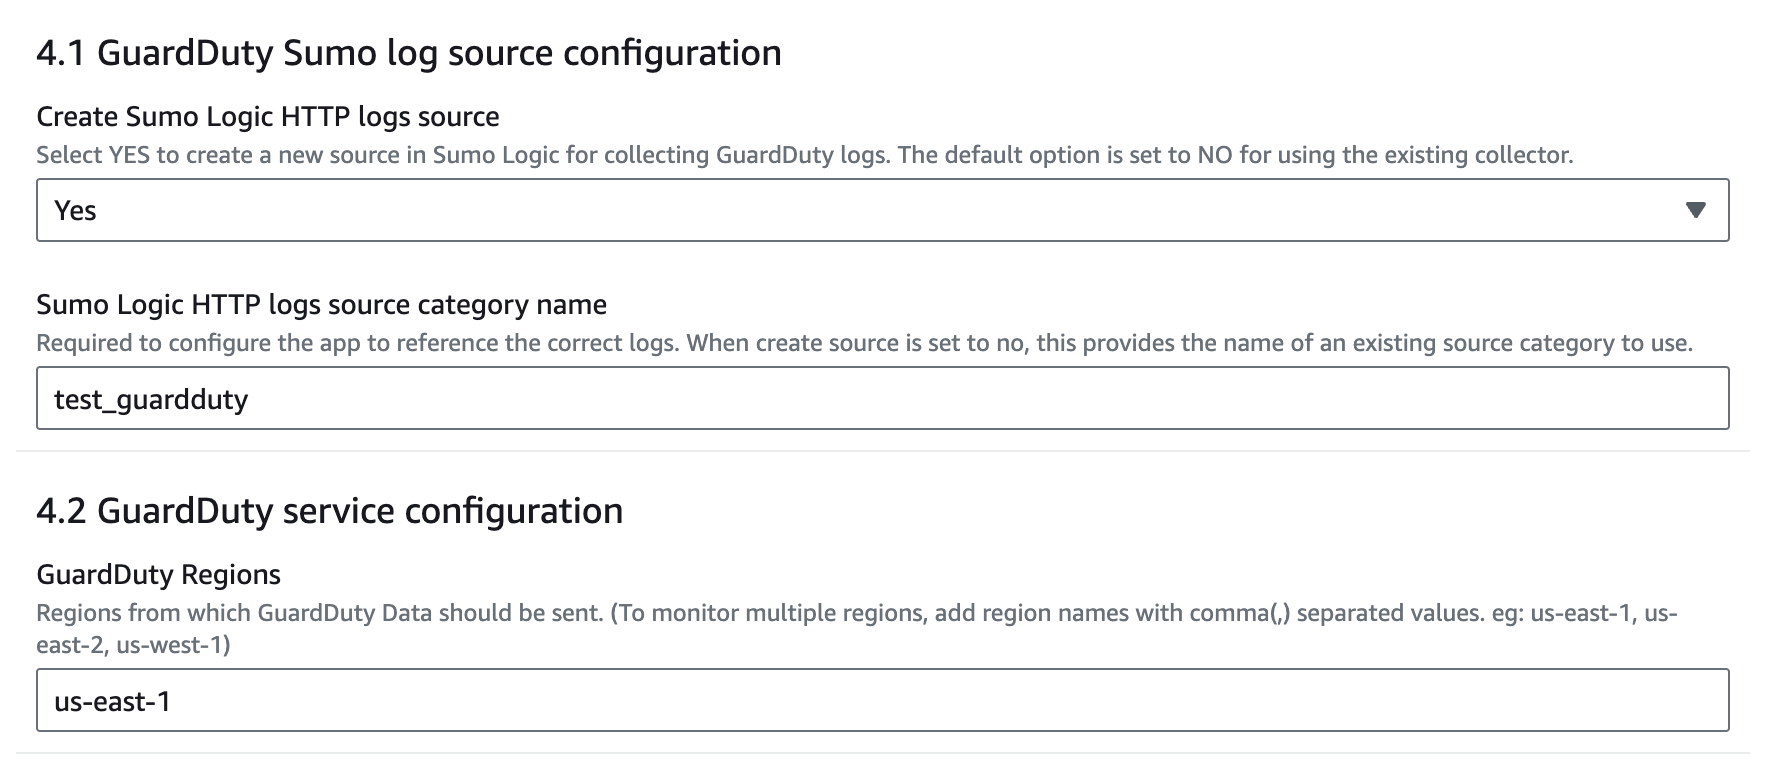 4.1 GuardDuty Sumo log source configuration
Create Sumo Logic HTTP logs source
Select YES to create a new source in Sumo Logic for collecting GuardDuty logs. The default option is set to NO for using the existing collector.
Yes
Sumo Logic HTTP logs source category name
Required to configure the app to reference the correct logs. When create source is set to no, this provides the name of an existing source category to use.
test_guardduty
4.2 GuardDuty service configuration
GuardDuty Regions
Regions from which GuardDuty Data should be sent. (To monitor multiple regions, add region names with comma(,) separated values. eg: us-east-1, us-
east-2, us-west-1)
us-east-1